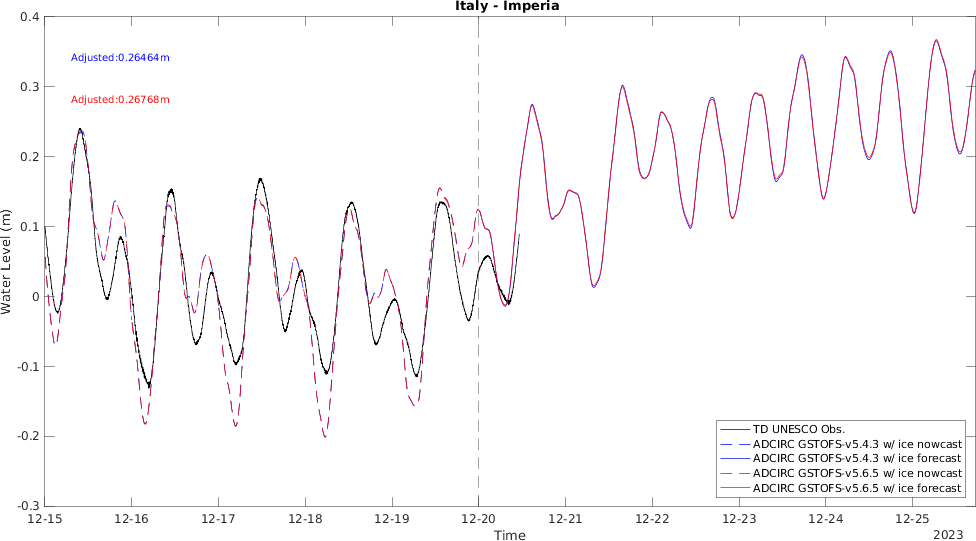 Italy - Imperia
Adjusted:0.26464m
Adjusted:0.26768m
0.4
0.3
0.2
0.1
0
-0.1
-0.2
-0.3
Water Level (m)
12-15
12-16
12-17
12-18
12-19
12-20
12-21
12-22
12-23
12-24
12-25
Time
2023
TD UNESCO Obs.
ADCIRC GSTOFS-v5.4.3 w/ ice nowcast
ADCIRC GSTOFS-v5.4.3 w/ ice forecast
ADCIRC GSTOFS-v5.6.5 w/ ice nowcast
ADCIRC GSTOFS-v5.6.5 w/ ice forecast